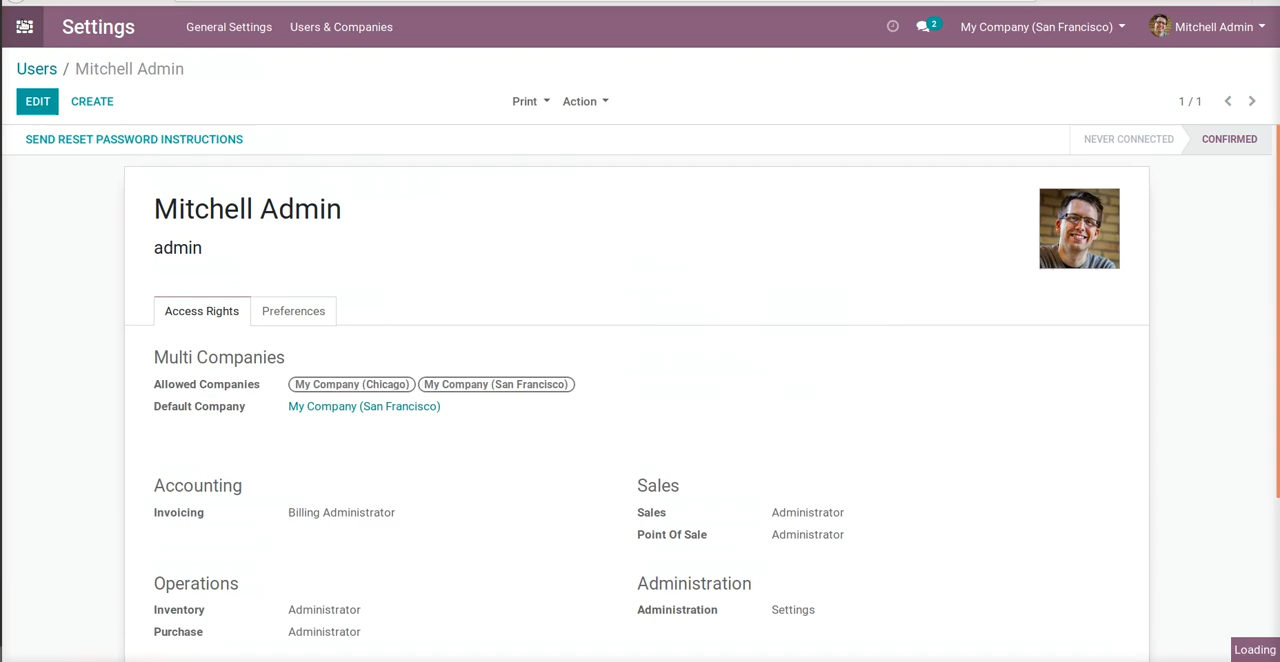 Settings General Settings Users & Companies 2 My Company (San Francisco) Mitchell Admin
Users / Mitchell Admin
EDIT CREATE Print Action 1 / 1
SEND RESET PASSWORD INSTRUCTIONS NEVER CONNECTED CONFIRMED
Mitchell Admin
admin
Access Rights Preferences
Multi Companies
Allowed Companies My Company (Chicago) My Company (San Francisco)
Default Company My Company (San Francisco)
Accounting Sales
Invoicing Billing Administrator Sales Administrator
Point Of Sale Administrator
Operations Administration
Inventory Administrator Administration Settings
Purchase Administrator
Loading